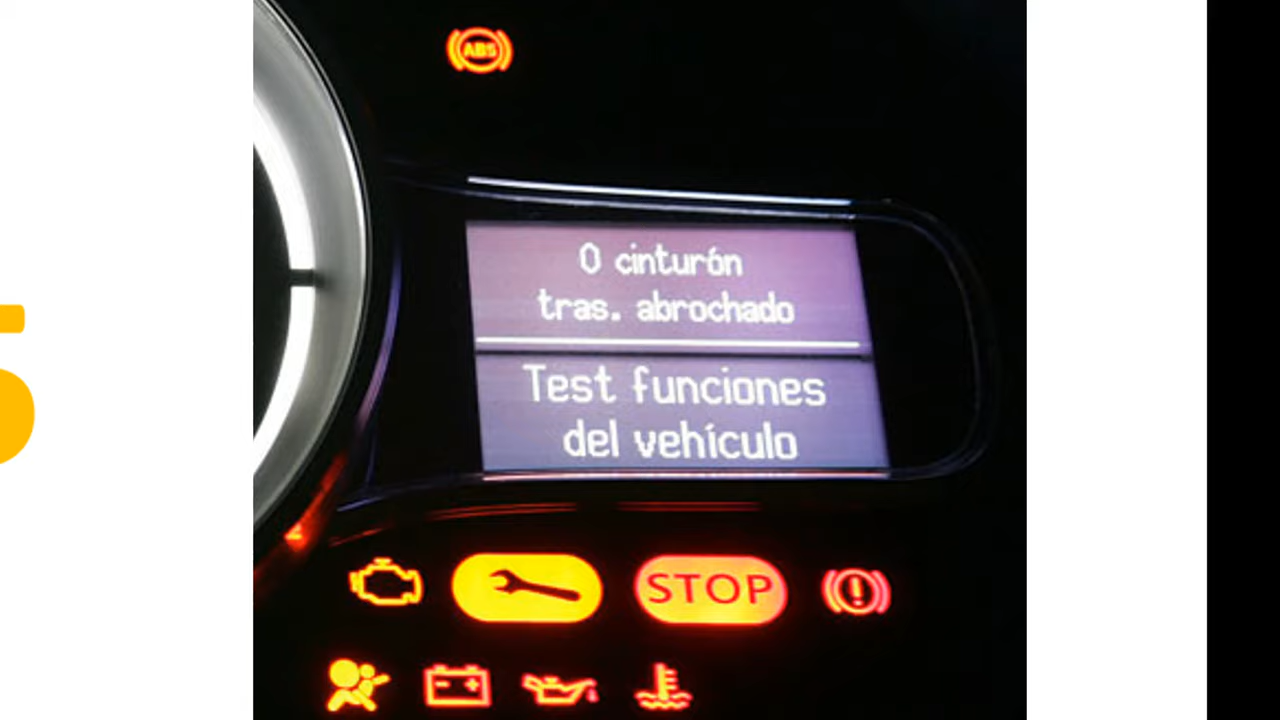 ABS
0 cinturón
tras. abrochado
Test funciones
del vehículo
STOP